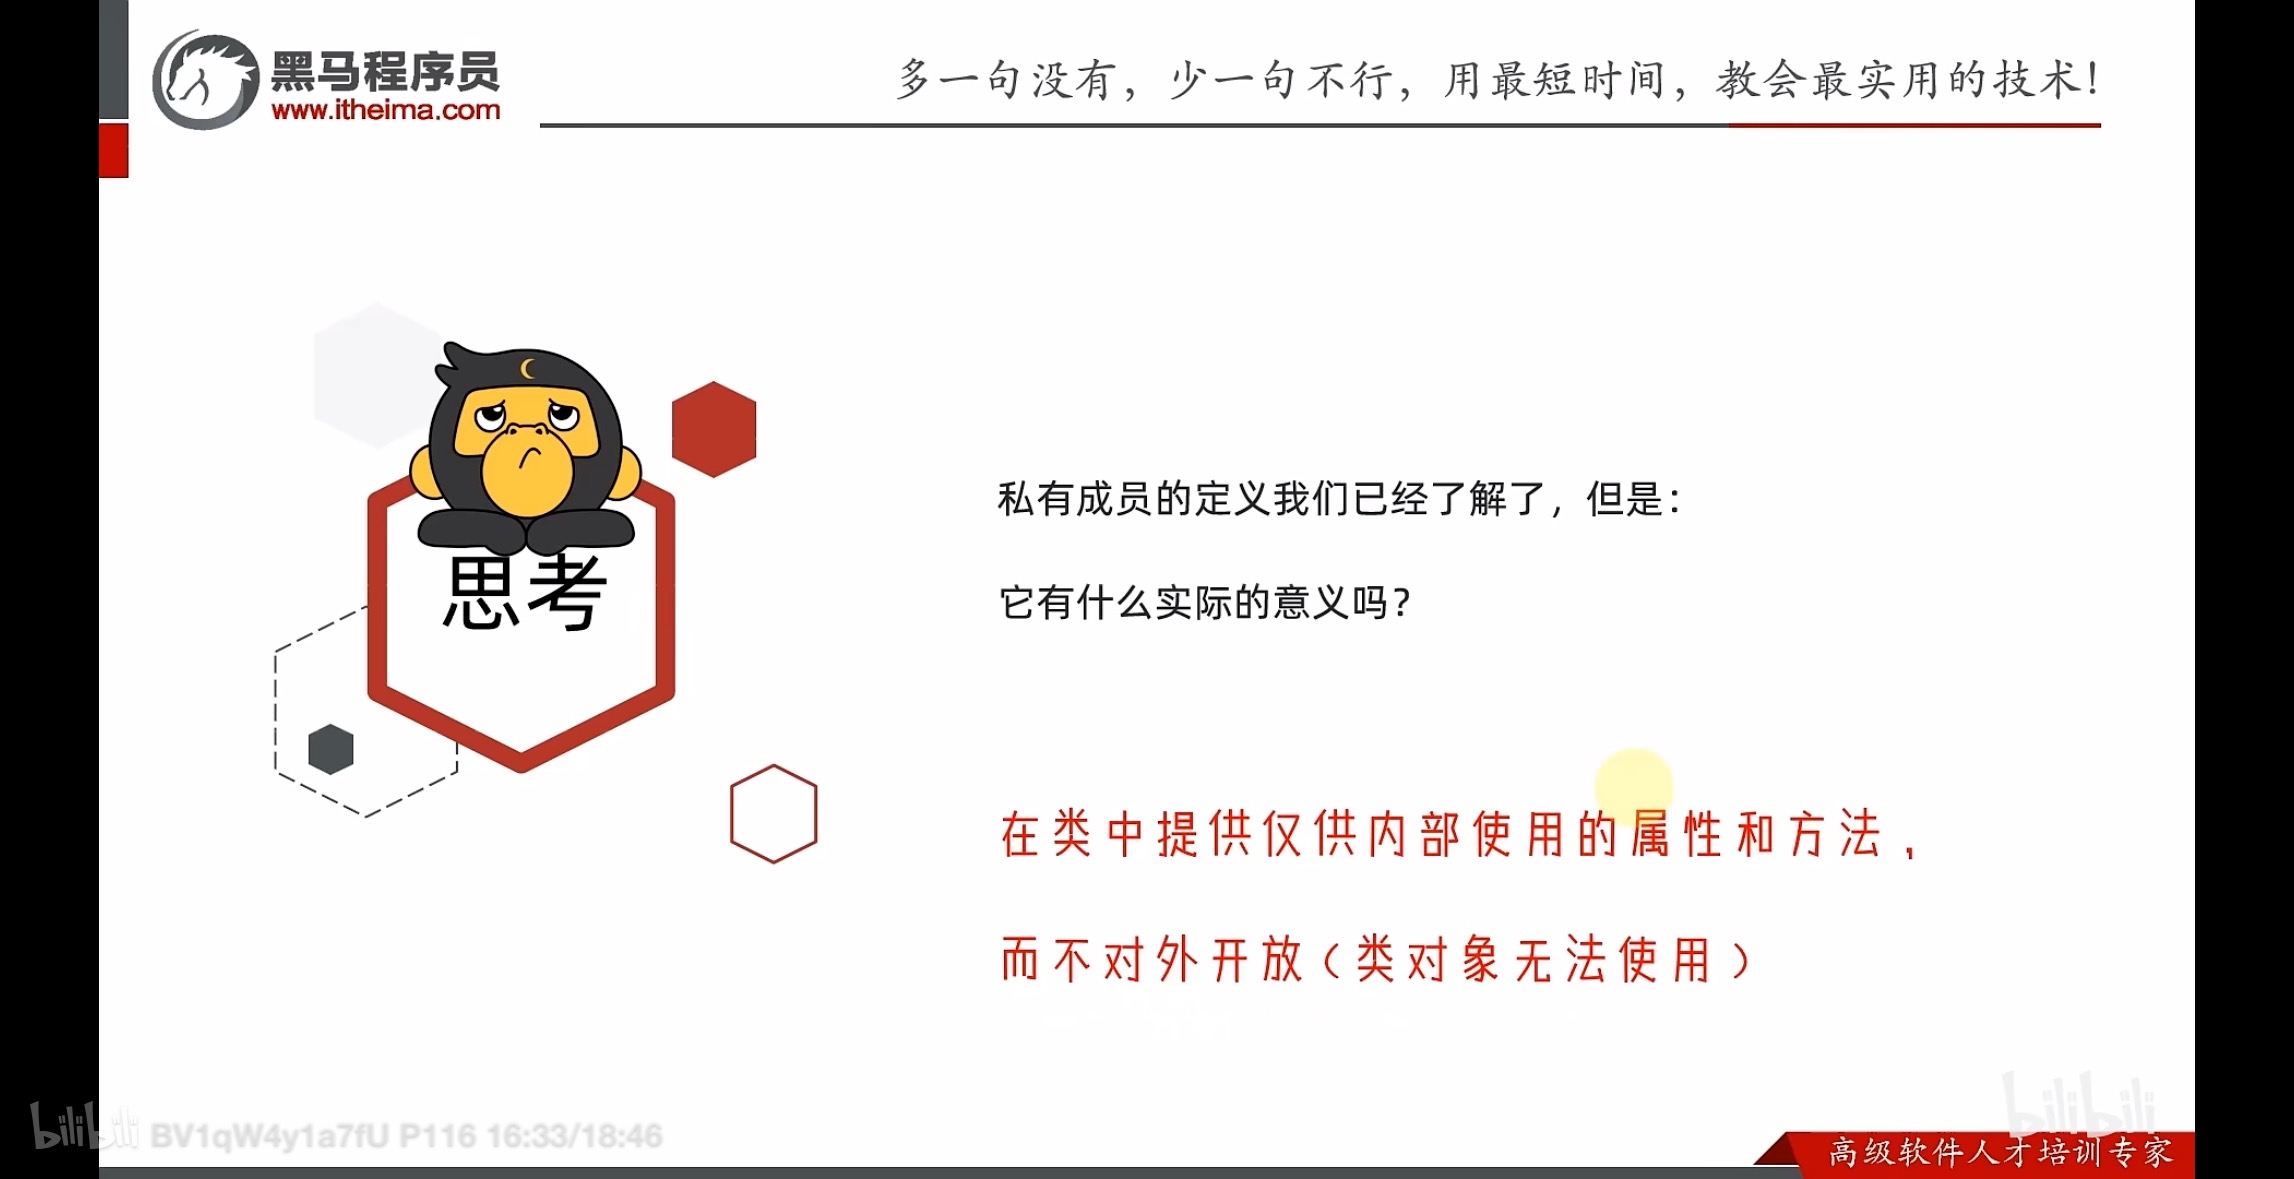 黑马程序员
www.itheima.com
多一句没有，少一句不行，用最短时间，教会最实用的技术！
思考
私有成员的定义我们已经了解了，但是：
它有什么实际的意义吗？
在类中提供仅供内部使用的属性和方法，
而不对外开放（类对象无法使用）
bilibili
bilibili BV1qW4y1a7fU P116 16:33/18:46
高级软件人才培训专家